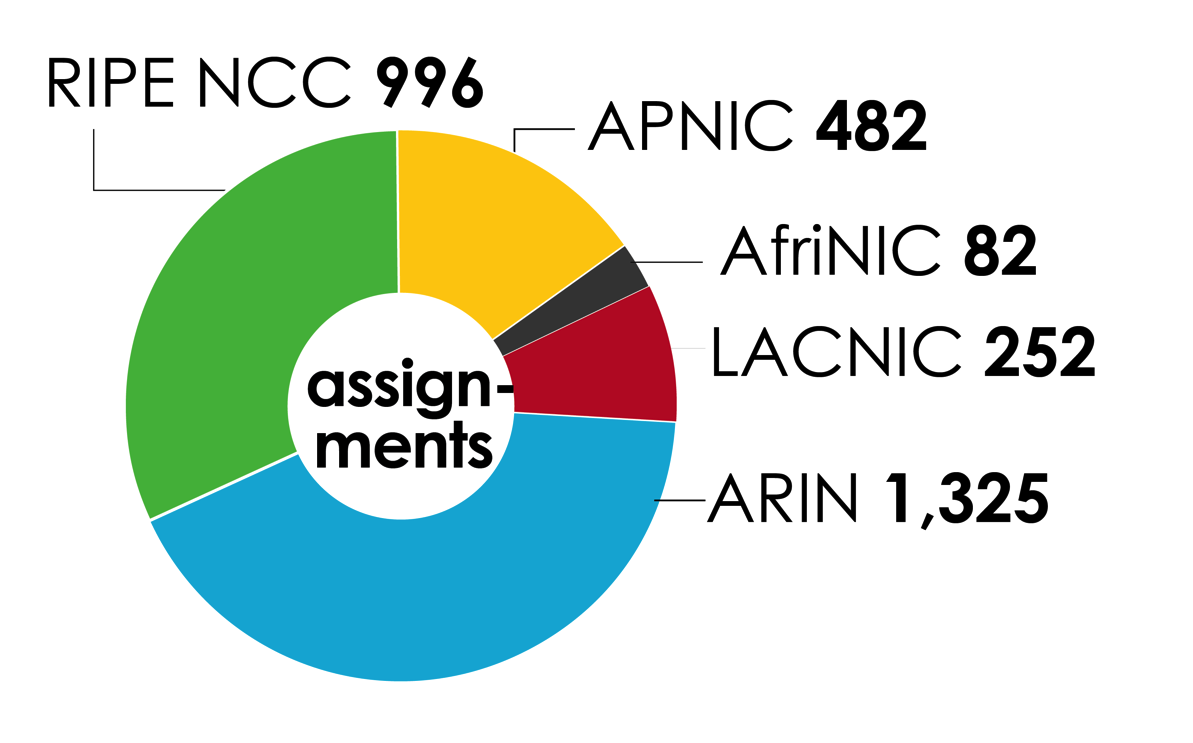 RIPE NCC 996
APNIC 482
AfriNIC 82
LACNIC 252
ARIN 1,325
assign-
ments